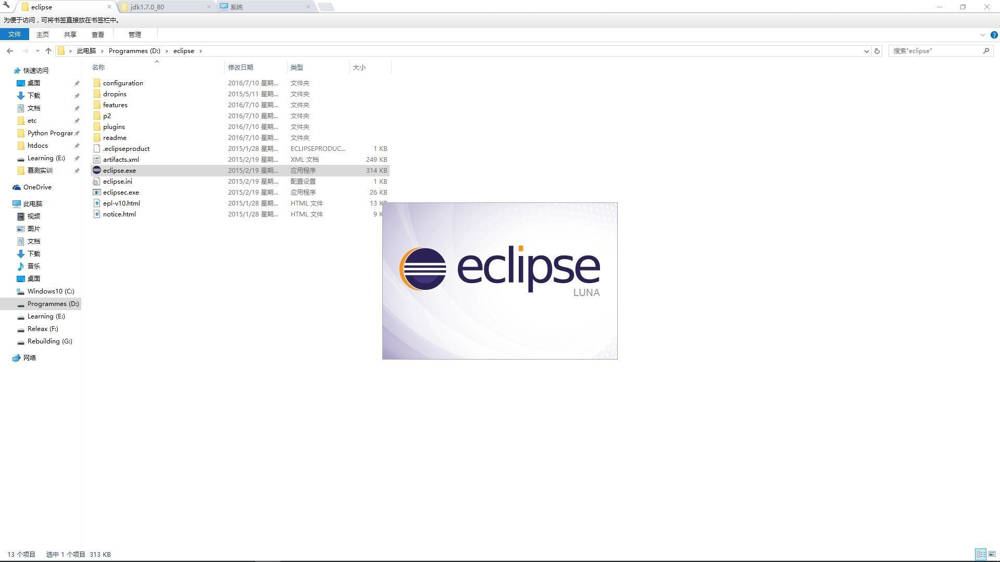 eclipse
jdk1.7.0_80
系统
为便于访问，可将书签直接放在书签栏中。
文件 主页 共享 查看 管理
此电脑 Programmes (D:) eclipse
搜索"eclipse"
快速访问
桌面
下载
文档
etc
Python Prograr
htdocs
Learning (E:)
慕测实训
OneDrive
此电脑
视频
图片
文档
下载
音乐
桌面
Windows10 (C:)
Programmes (D:)
Learning (E:)
Releax (F:)
Rebuilding (G:)
网络
名称 修改日期 类型 大小
configuration 2016/7/10 星期... 文件夹
dropins 2015/5/11 星期... 文件夹
features 2016/7/10 星期... 文件夹
p2 2016/7/10 星期... 文件夹
plugins 2016/7/10 星期... 文件夹
readme 2016/7/10 星期... 文件夹
.eclipseproduct 2015/1/28 星期... ECLIPSEPRODUC... 1 KB
artifacts.xml 2015/2/19 星期... XML 文档 249 KB
eclipse.exe 2015/2/19 星期... 应用程序 314 KB
eclipse.ini 2015/2/19 星期... 配置设置 1 KB
eclipsec.exe 2015/2/19 星期... 应用程序 26 KB
epl-v10.html 2015/1/28 星期... HTML 文件 13 KB
notice.html 2015/1/28 星期... HTML 文件 9 K
eclipse
LUNA
13 个项目 选中 1 个项目 313 KB